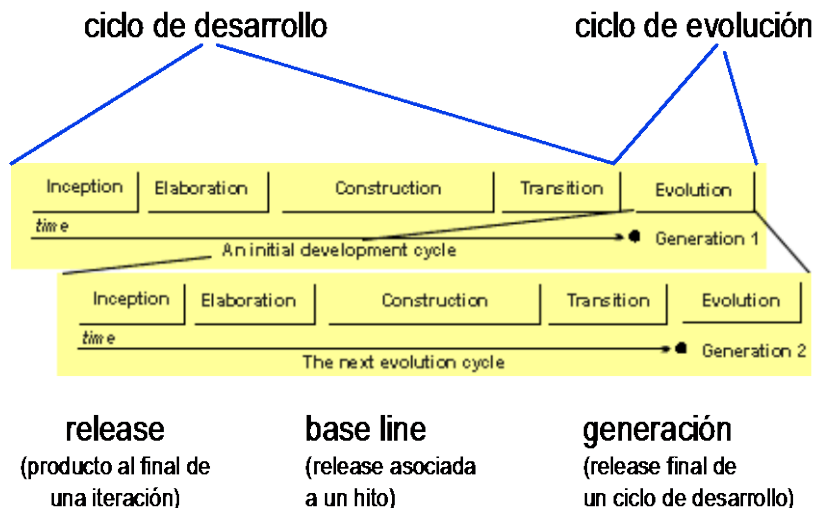 ciclo de desarrollo ciclo de evolución
Inception Elaboration Construction Transition Evolution
time
An initial development cycle
Generation 1
Inception Elaboration Construction Transition Evolution
time
The next evolution cycle
Generation 2
release
(producto al final de
una iteración)
base line
(release asociada
a un hito)
generación
(release final de
un ciclo de desarrollo)